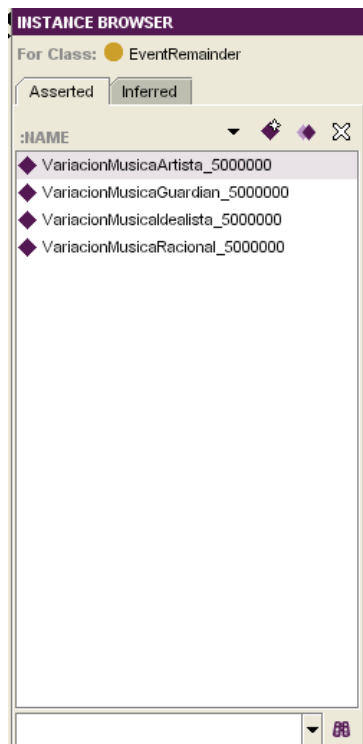 INSTANCE BROWSER
For Class: EventRemainder
Asserted Inferred
:NAME
VariacionMusicaArtista_5000000
VariacionMusicaGuardian_5000000
VariacionMusicaIdealista_5000000
VariacionMusicaRacional_5000000